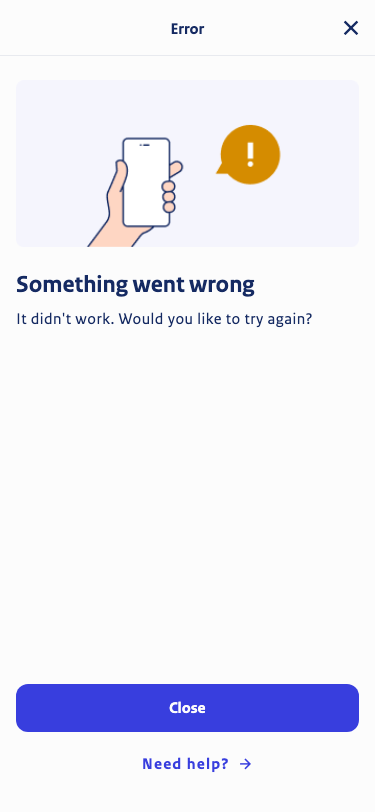 Error
Something went wrong
It didn't work. Would you like to try again?
Close
Need help?